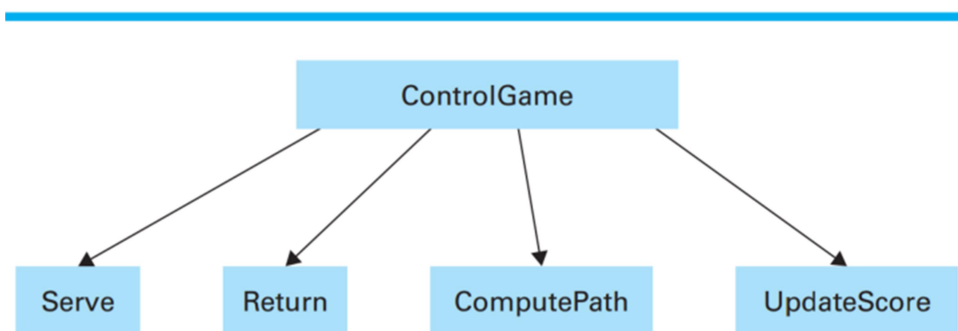 ControlGame
Serve
Return
ComputePath
UpdateScore